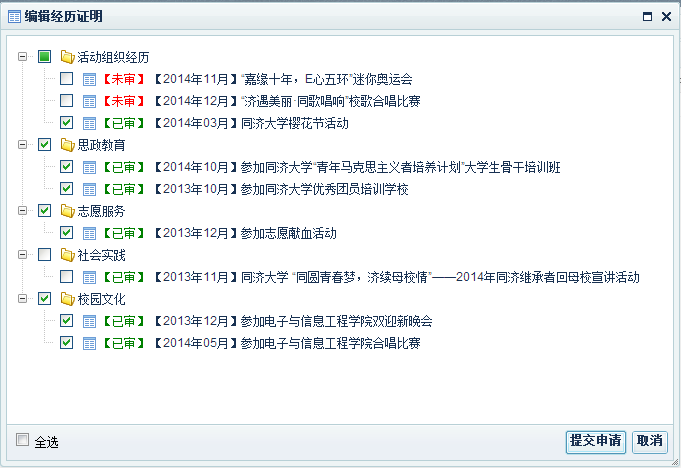 编辑经历证明
活动组织经历
【未审】【2014年11月】“嘉缘十年，E心五环”迷你奥运会
【未审】【2014年12月】“济遇美丽·同歌唱响”校歌合唱比赛
【已审】【2014年03月】同济大学樱花节活动
思政教育
【已审】【2014年10月】参加同济大学“青年马克思主义者培养计划”大学生骨干培训班
【已审】【2013年10月】参加同济大学优秀团员培训学校
志愿服务
【已审】【2013年12月】参加志愿献血活动
社会实践
【已审】【2013年11月】同济大学 “同圆青春梦，济续母校情”——2014年同济继承者回母校宣讲活动
校园文化
【已审】【2013年12月】参加电子与信息工程学院双迎新晚会
【已审】【2014年05月】参加电子与信息工程学院合唱比赛
全选 提交申请 取消